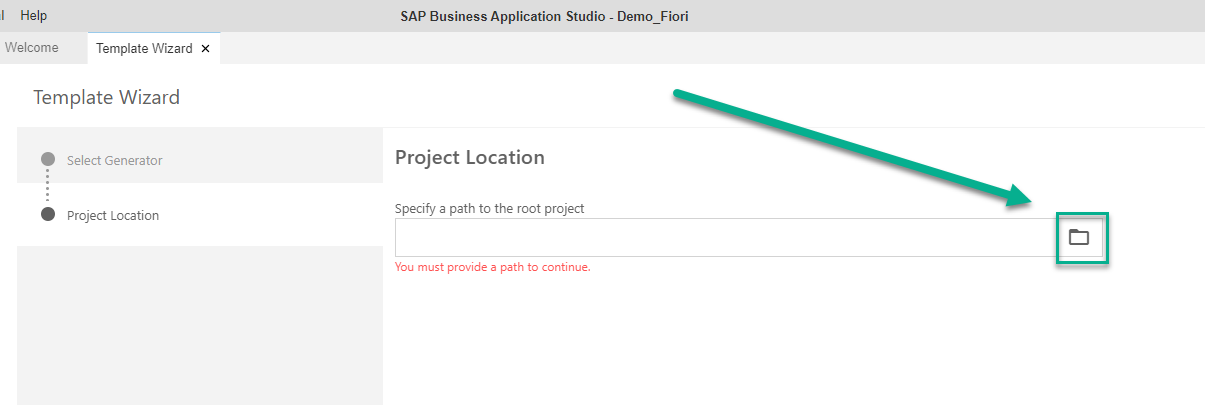 Help
SAP Business Application Studio - Demo_Fiori
Welcome
Template Wizard
Template Wizard
Select Generator
Project Location
Project Location
Specify a path to the root project
You must provide a path to continue.